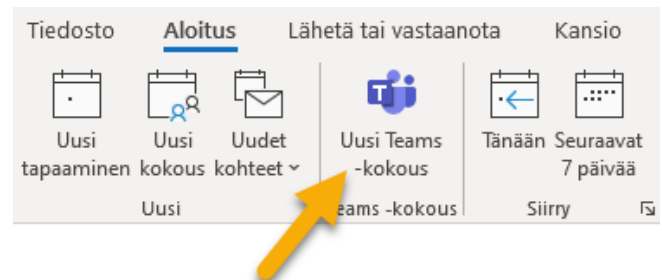 Tiedosto Aloitus Lähetä tai vastaanota Kansio
Uusi tapaaminen
Uusi kokous
Uudet kohteet
Uusi Teams -kokous
Tänään
Seuraavat 7 päivää
Uusi
-kokous
Siirry